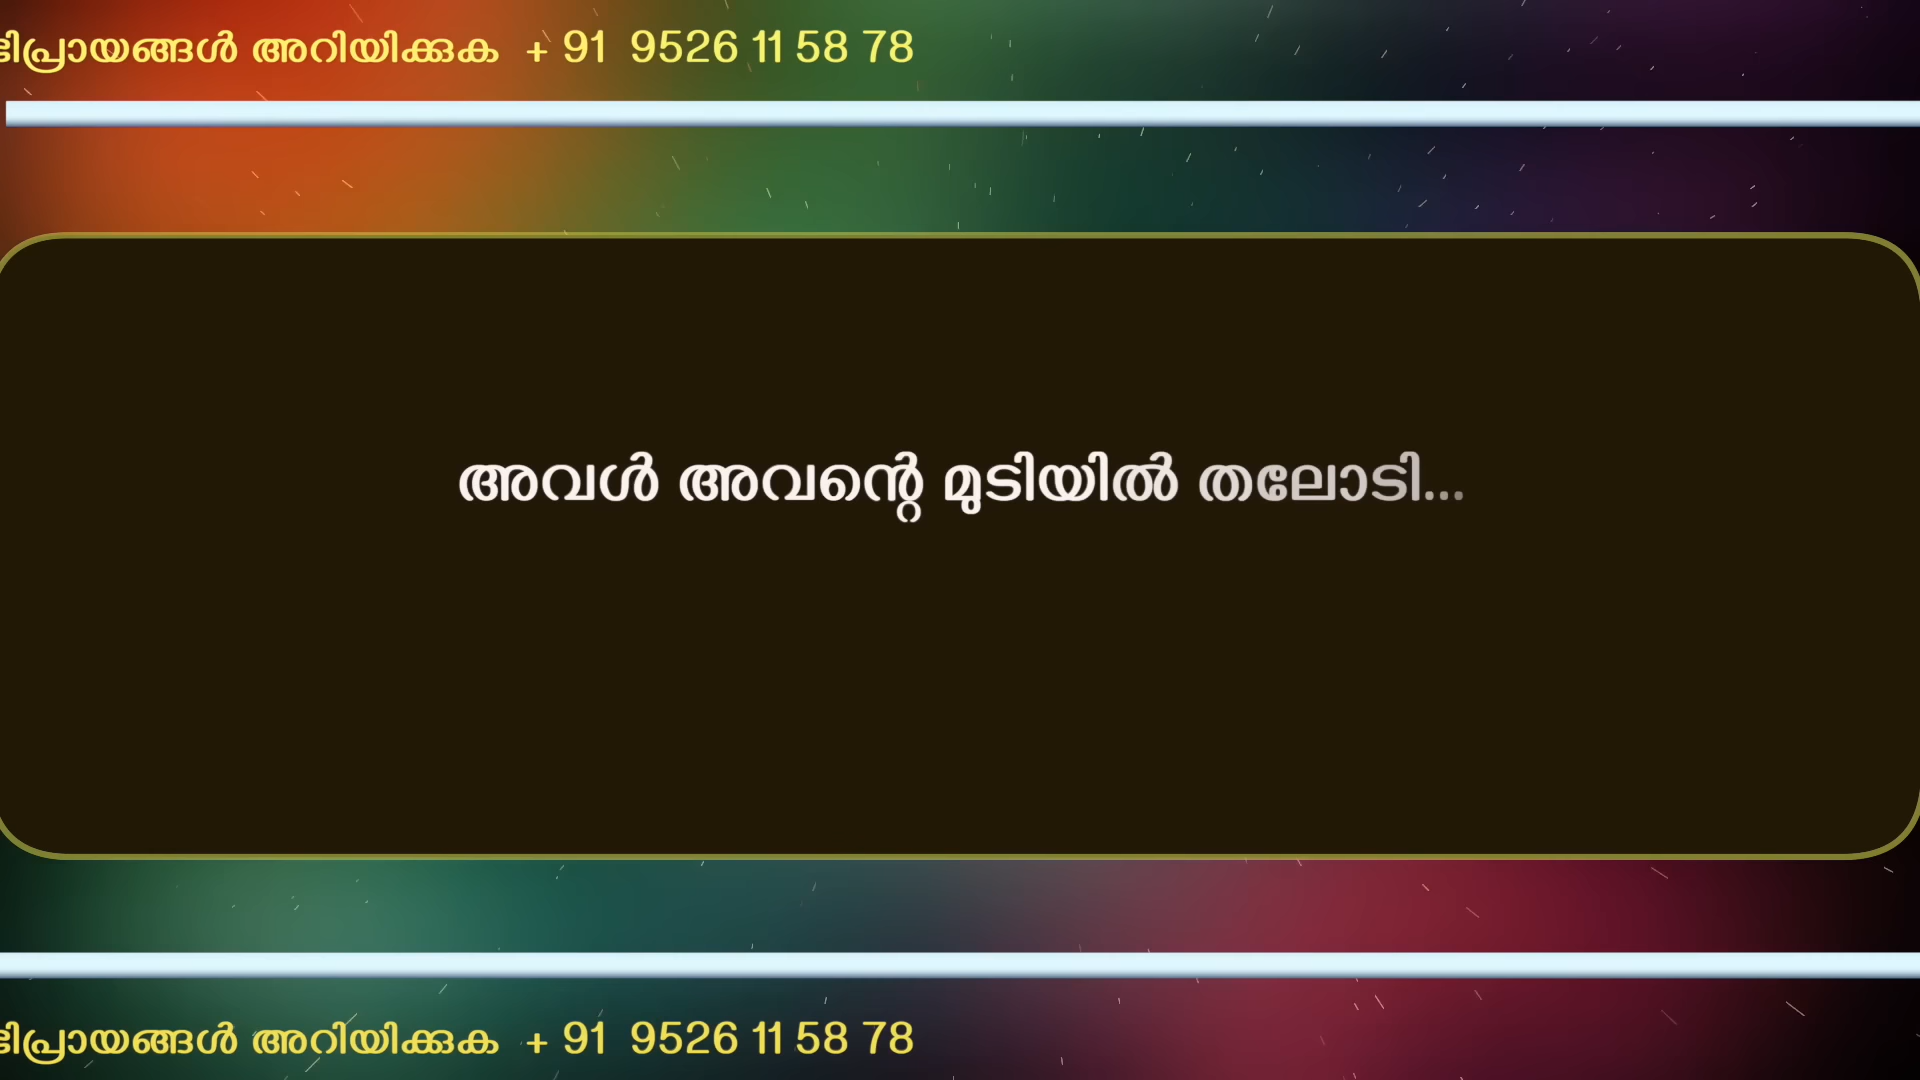 പ്രായങ്ങൾ അറിയിക്കുക + 91 9526 11 58 78
അവൾ അവന്റെ മുടിയിൽ തലോടി...
പ്രായങ്ങൾ അറിയിക്കുക + 91 9526 11 58 78